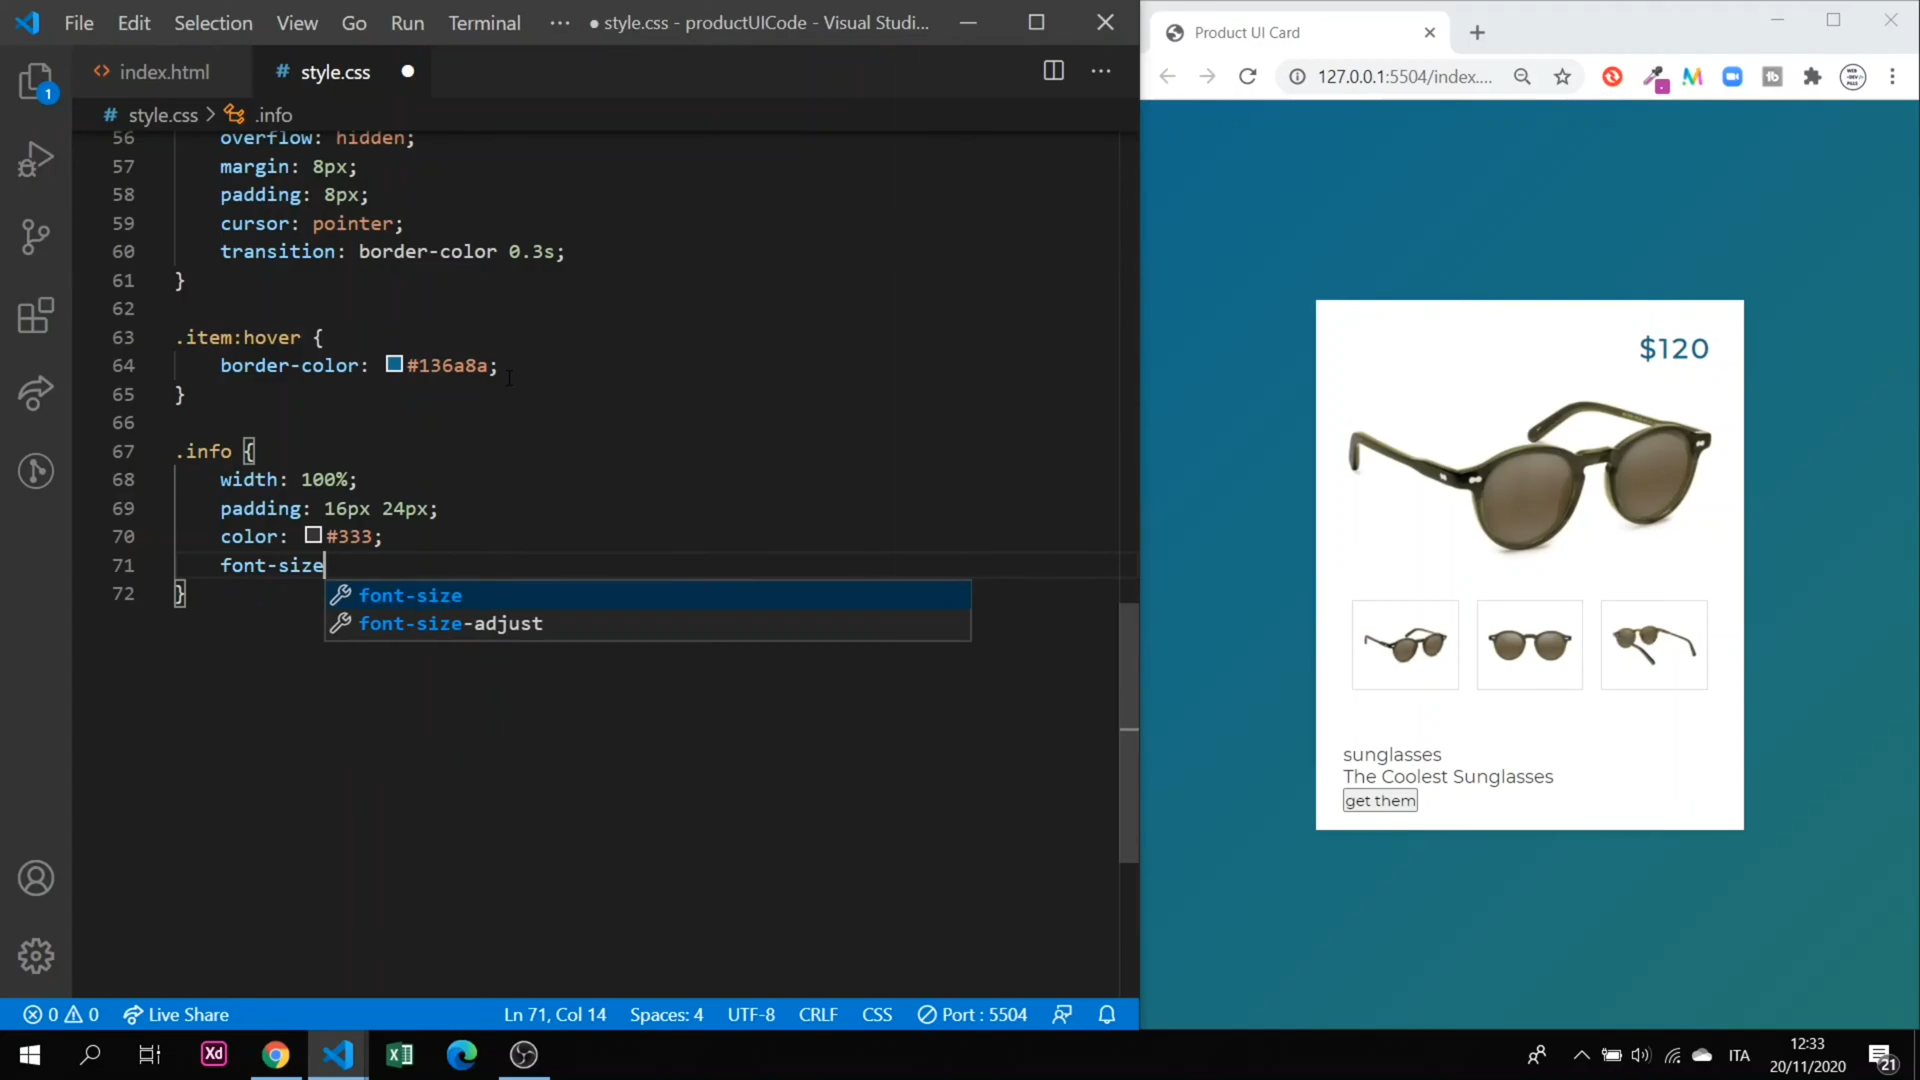 File Edit Selection View Go Run Terminal ··· ● style.css - productUICode - Visual Studi...
1
index.html # style.css ●
# style.css > .info
56 overflow: hidden;
57 margin: 8px;
58 padding: 8px;
59 cursor: pointer;
60 transition: border-color 0.3s;
61 }
62
63 .item:hover {
64 border-color: #136a8a;
65 }
66
67 .info {
68 width: 100%;
69 padding: 16px 24px;
70 color: #333;
71 font-size
72 }
font-size
font-size-adjust
0 0 Live Share Ln 71, Col 14 Spaces: 4 UTF-8 CRLF CSS Port : 5504
Product UI Card
127.0.0.1:5504/index....
$120
sunglasses
The Coolest Sunglasses
get them
Xd
ITA
12:33
20/11/2020
21